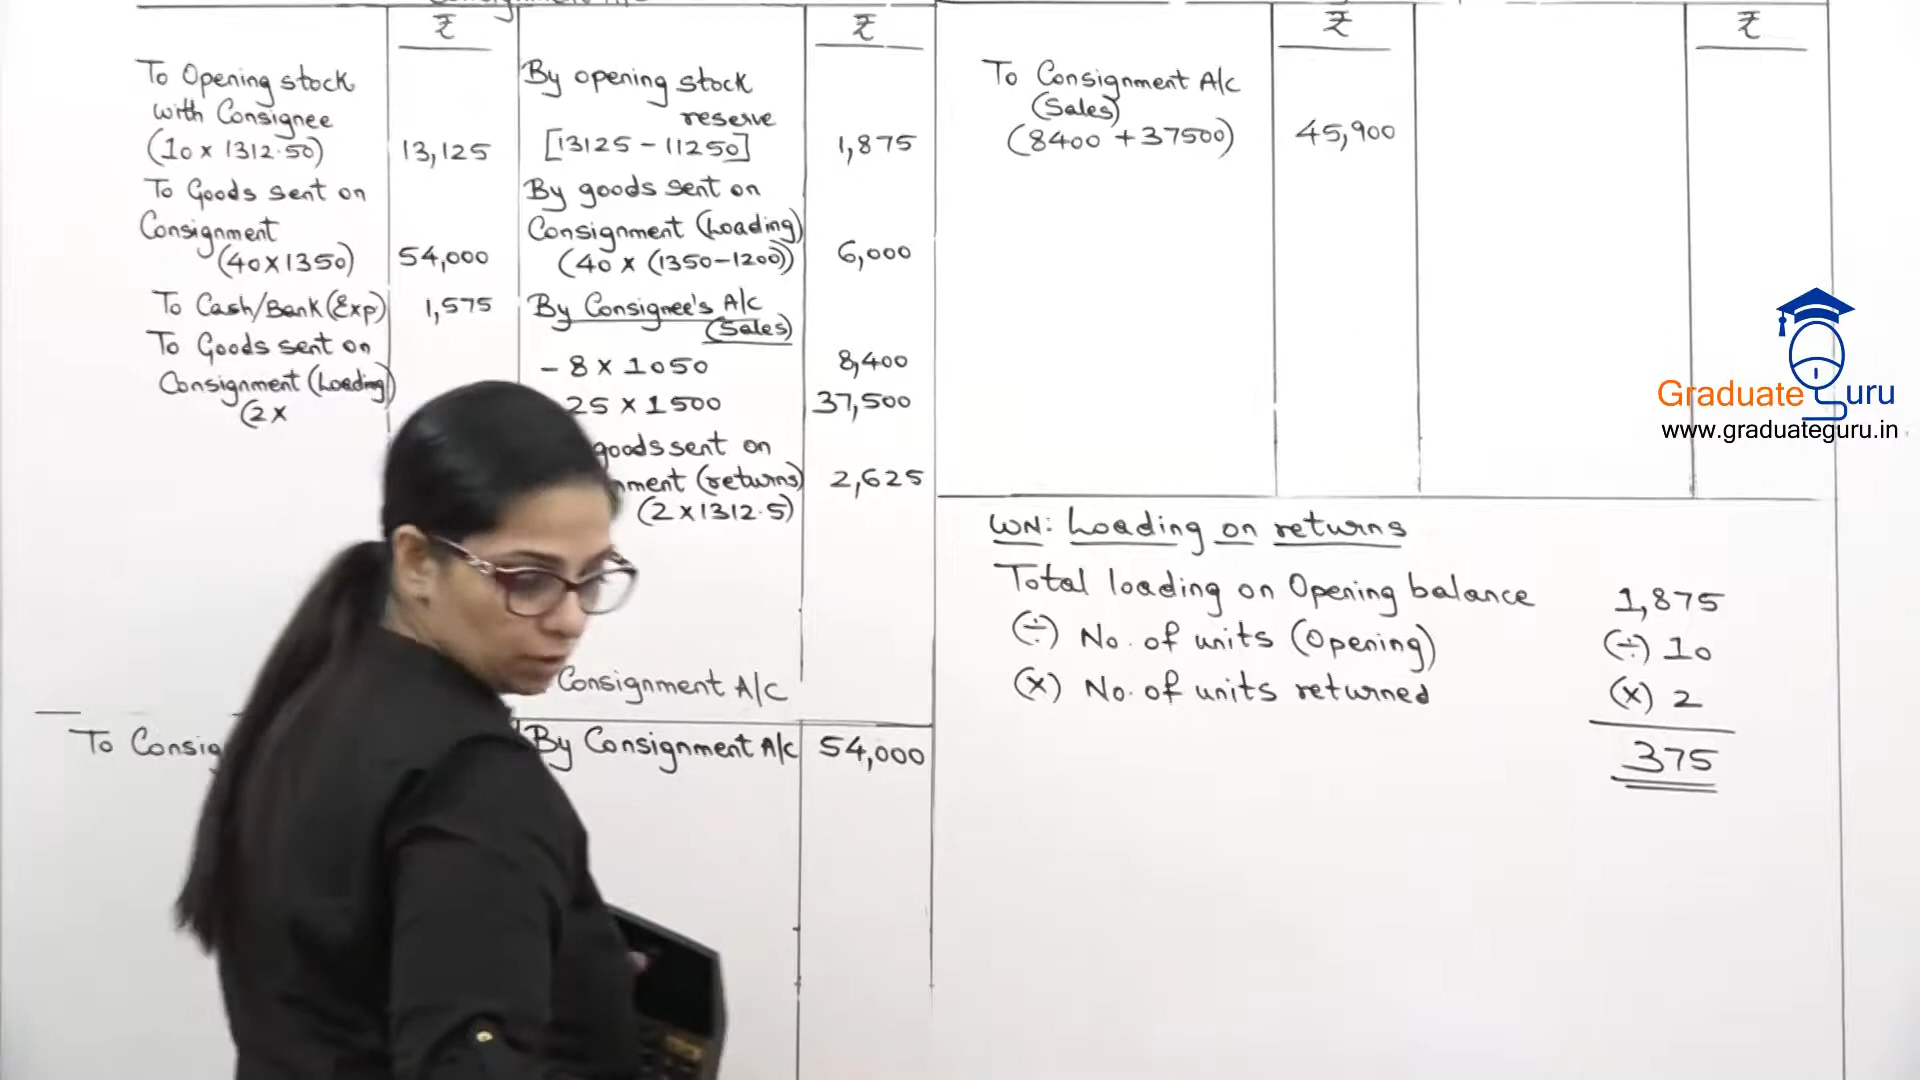 ₹
₹
To Opening stock
with Consignee
(10 x 1312.50) 13,125
To Goods sent on
Consignment
(40x1350) 54,000
To Cash/Bank (Exp) 1,575
To Goods sent on
Consignment (Loading)
(2 x
By opening stock
reserve
[13125 - 11250] 1,875
By goods sent on
Consignment (Loading)
(40 x (1350-1200)) 6,000
By Consignee's A/c
(Sales)
- 8 x 1050 8,400
25 x 1500 37,500
goods sent on
nment (returns) 2,625
(2 x 1312.5)
Consignment A/C
To Consig
By Consignment A/c 54,000
₹
₹
To Consignment A/c
(Sales)
(8400 + 37500) 45,900
WN: Loading on returns
Total loading on Opening balance 1,875
(÷) No. of units (Opening) (÷) 10
(x) No. of units returned (x) 2
375
Graduate Guru
www.graduateguru.in